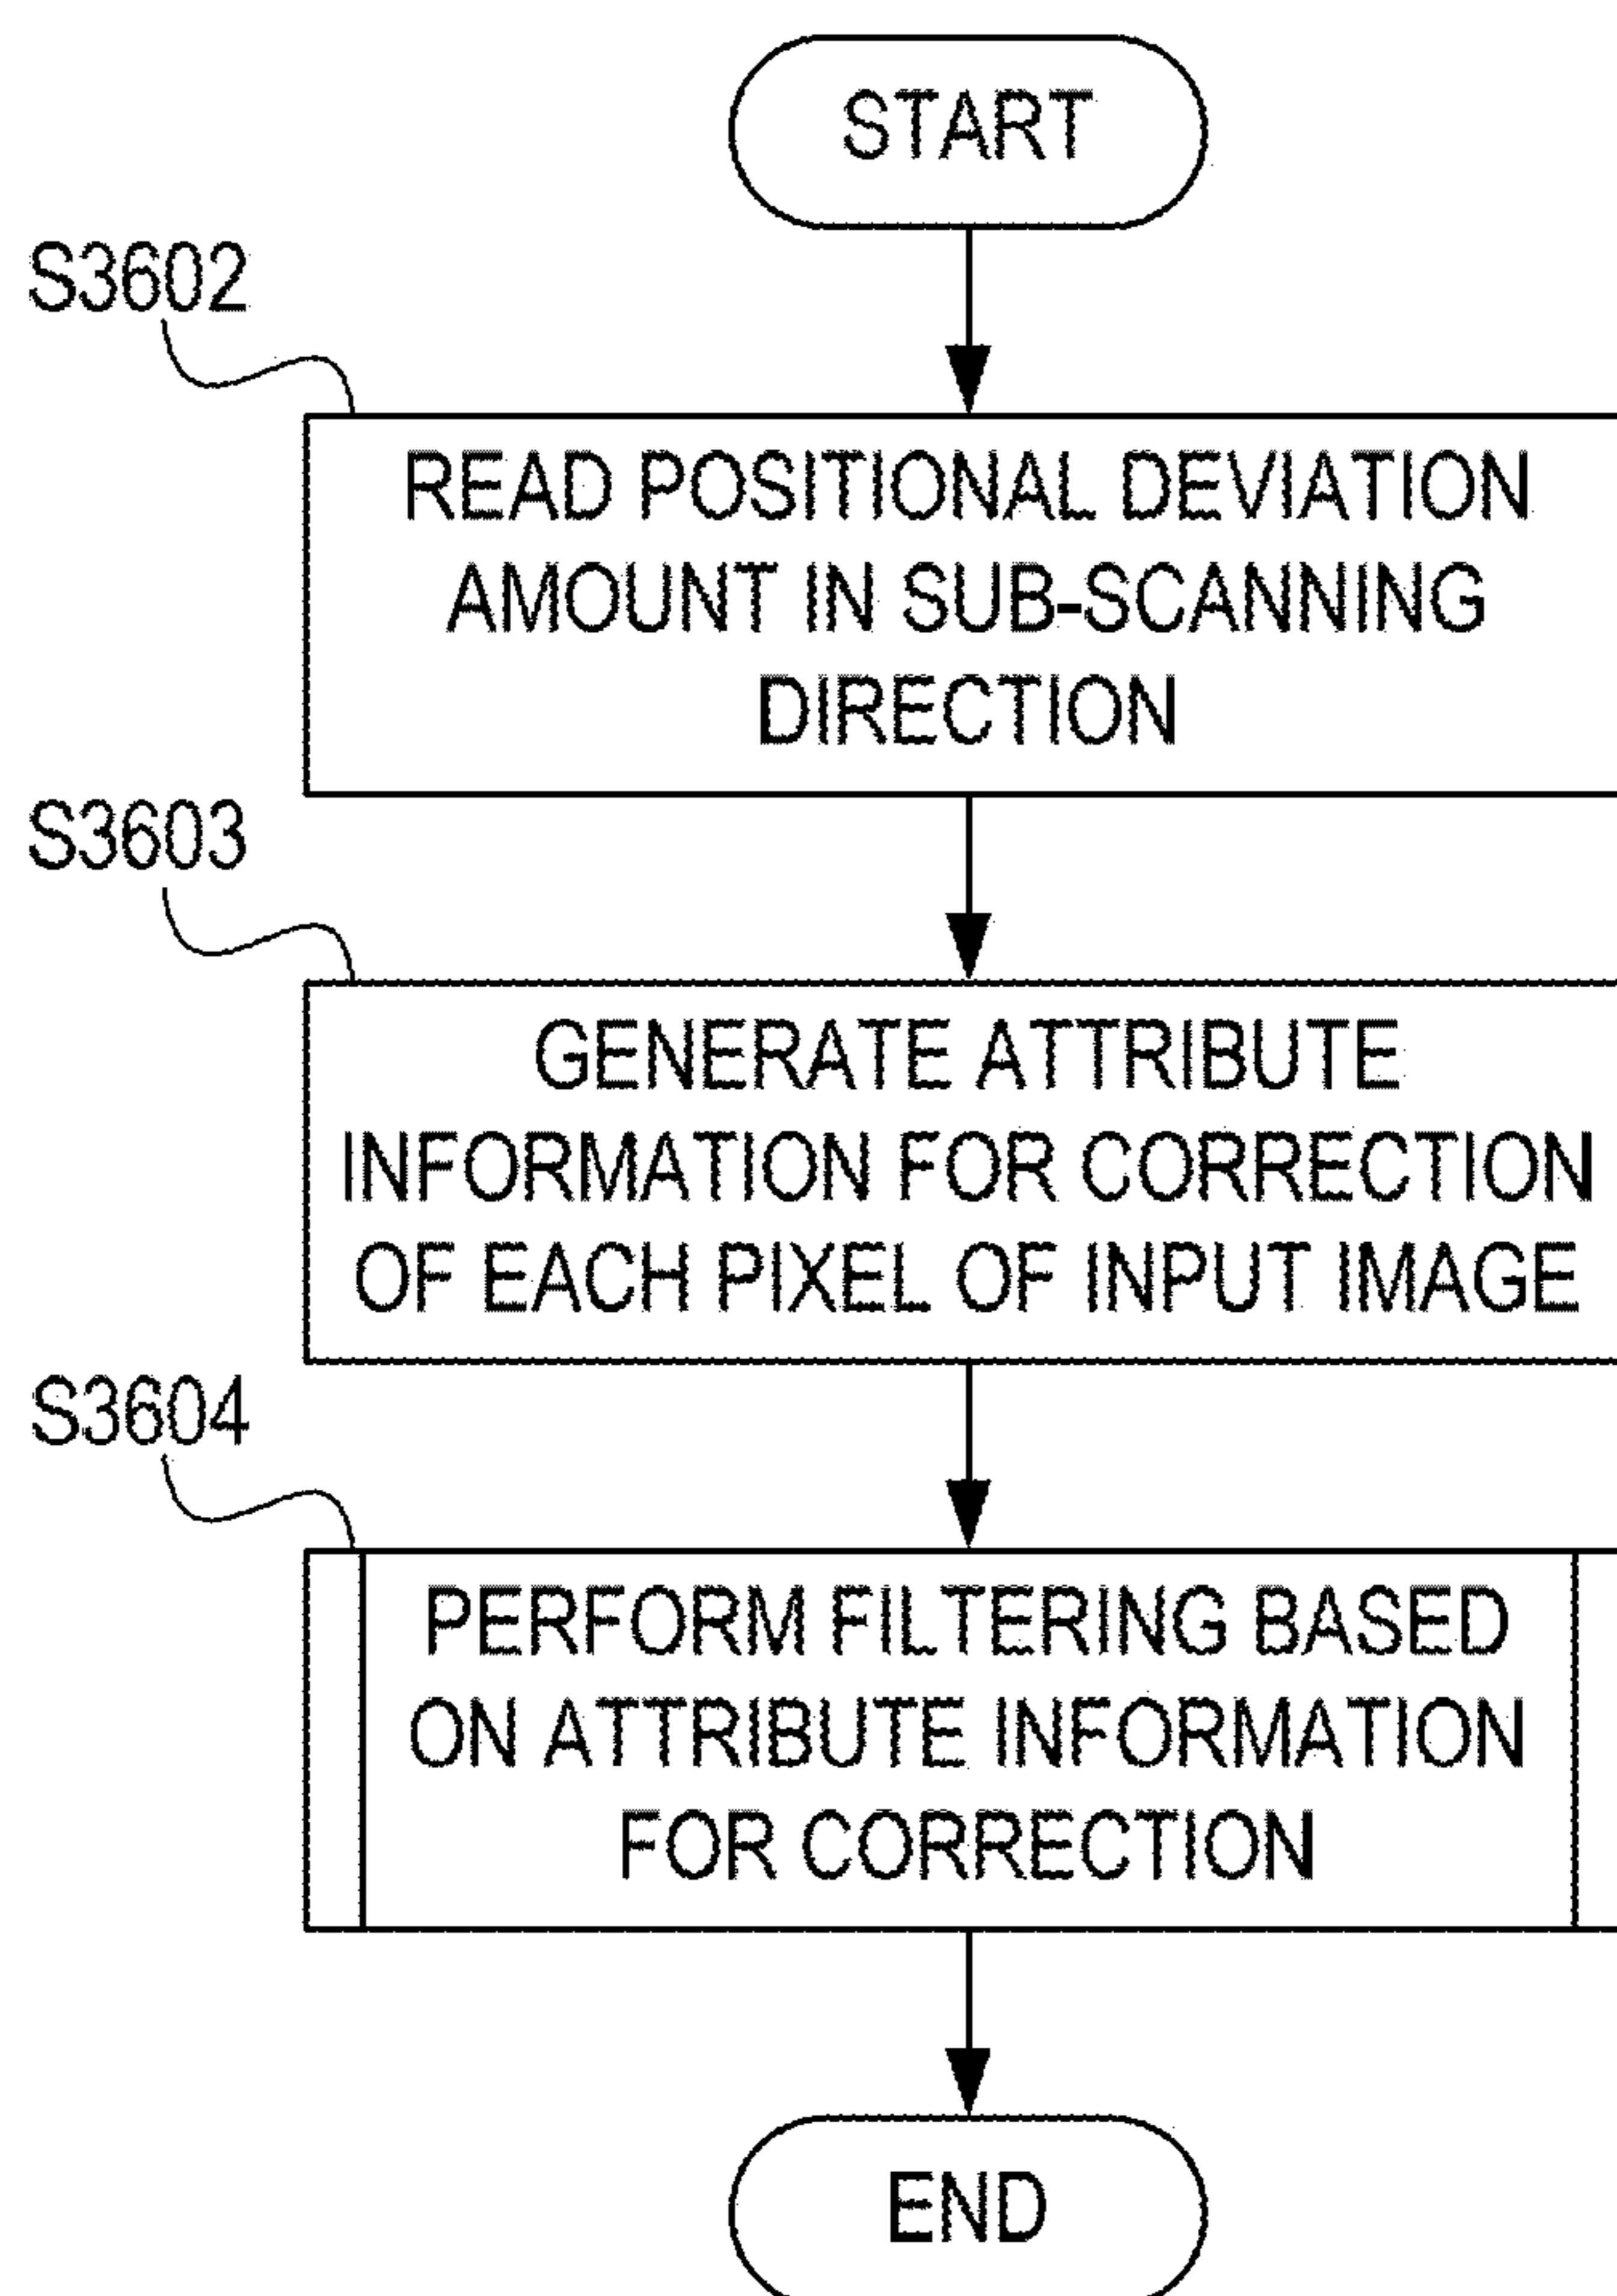 START
S3602
READ POSITIONAL DEVIATION
AMOUNT IN SUB-SCANNING
DIRECTION
S3603
GENERATE ATTRIBUTE
INFORMATION FOR CORRECTION
OF EACH PIXEL OF INPUT IMAGE
S3604
PERFORM FILTERING BASED
ON ATTRIBUTE INFORMATION
FOR CORRECTION
END